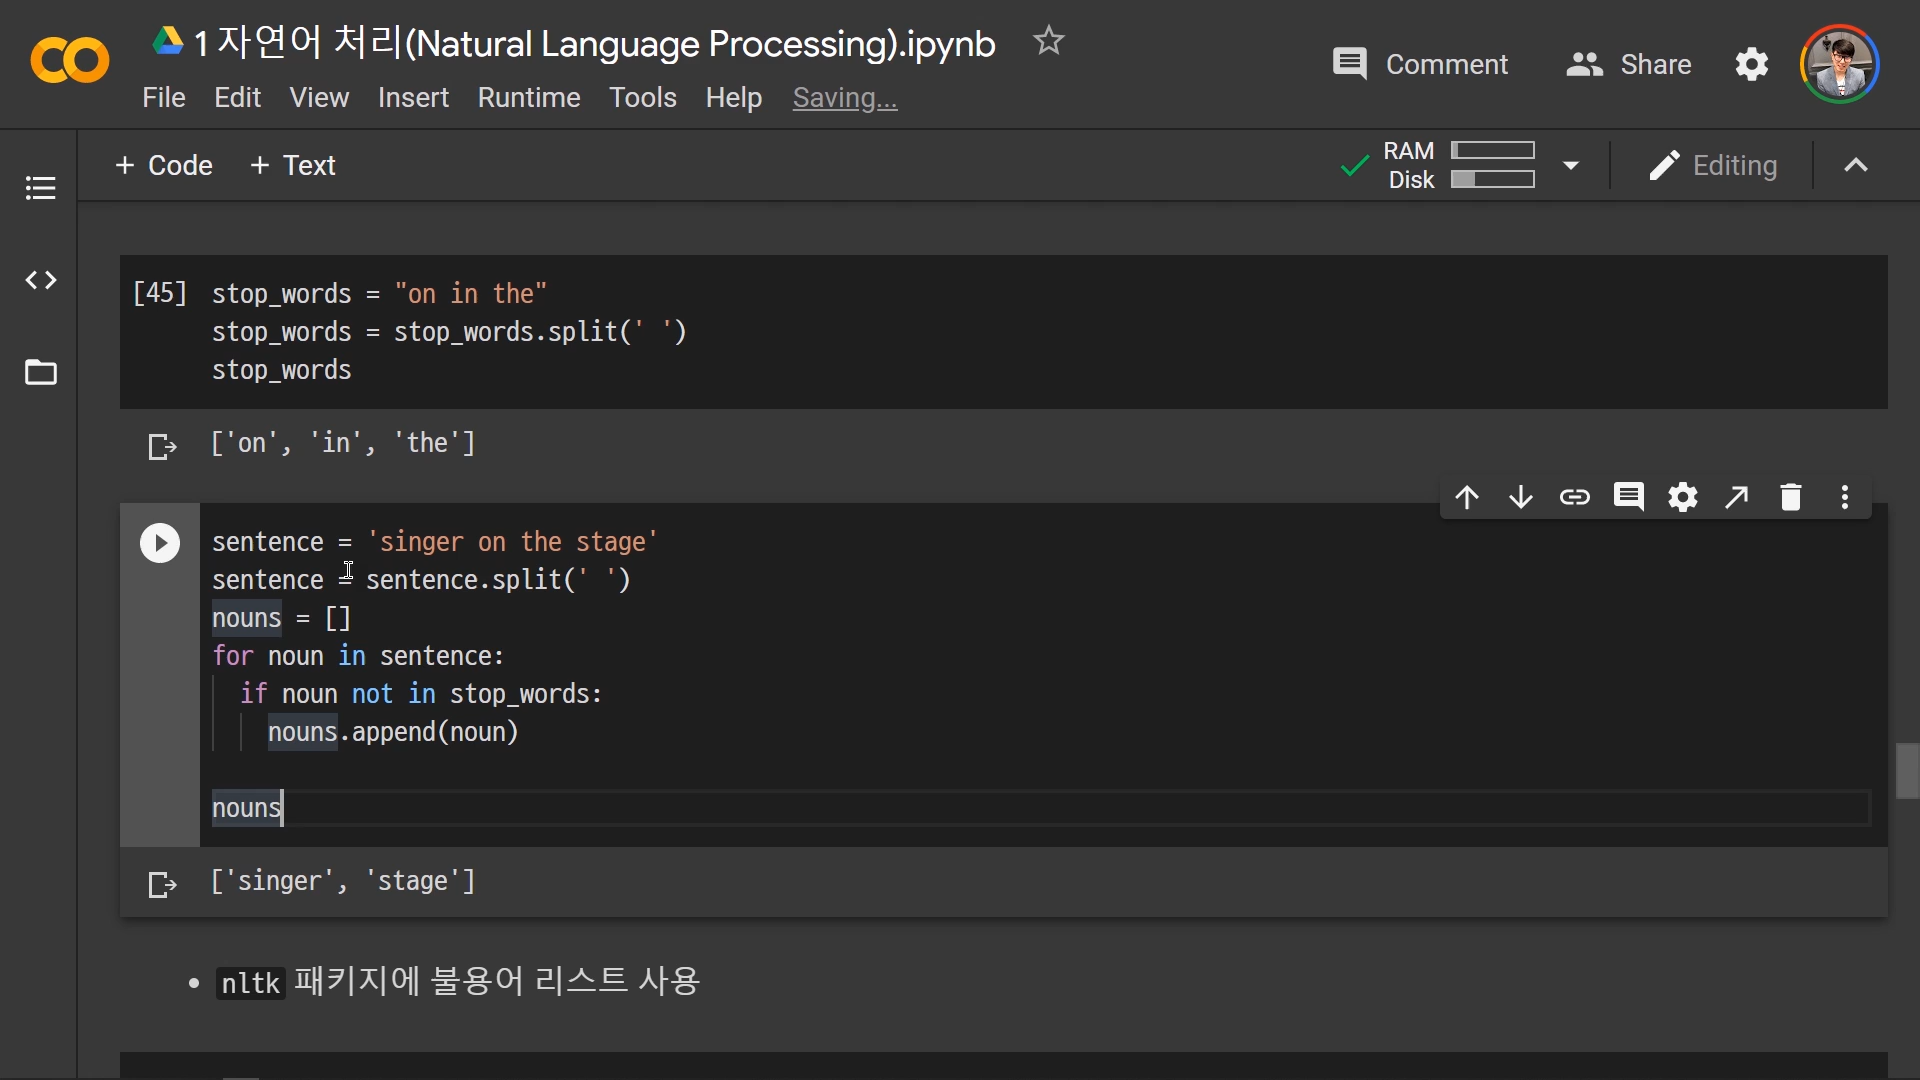 1 자연어 처리(Natural Language Processing).ipynb
Comment
Share
File Edit View Insert Runtime Tools Help Saving...
+ Code + Text
RAM
Disk
Editing
[45] stop_words = "on in the"
stop_words = stop_words.split(' ')
stop_words
['on', 'in', 'the']
sentence = 'singer on the stage'
sentence = sentence.split(' ')
nouns = []
for noun in sentence:
  if noun not in stop_words:
    nouns.append(noun)
nouns
['singer', 'stage']
• nltk 패키지에 불용어 리스트 사용